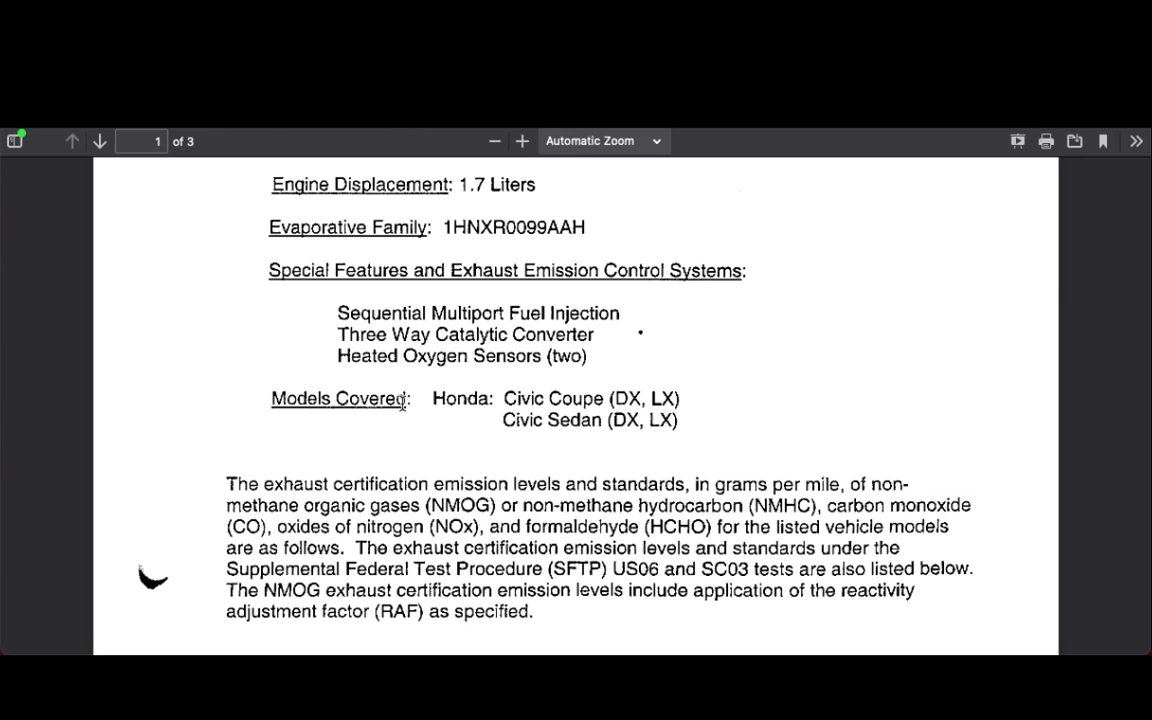 1 of 3
Automatic Zoom
Engine Displacement: 1.7 Liters
Evaporative Family: 1HNXR0099AAH
Special Features and Exhaust Emission Control Systems:
Sequential Multiport Fuel Injection
Three Way Catalytic Converter
Heated Oxygen Sensors (two)
Models Covered: Honda: Civic Coupe (DX, LX)
Civic Sedan (DX, LX)
The exhaust certification emission levels and standards, in grams per mile, of non-
methane organic gases (NMOG) or non-methane hydrocarbon (NMHC), carbon monoxide
(CO), oxides of nitrogen (NOx), and formaldehyde (HCHO) for the listed vehicle models
are as follows. The exhaust certification emission levels and standards under the
Supplemental Federal Test Procedure (SFTP) US06 and SC03 tests are also listed below.
The NMOG exhaust certification emission levels include application of the reactivity
adjustment factor (RAF) as specified.